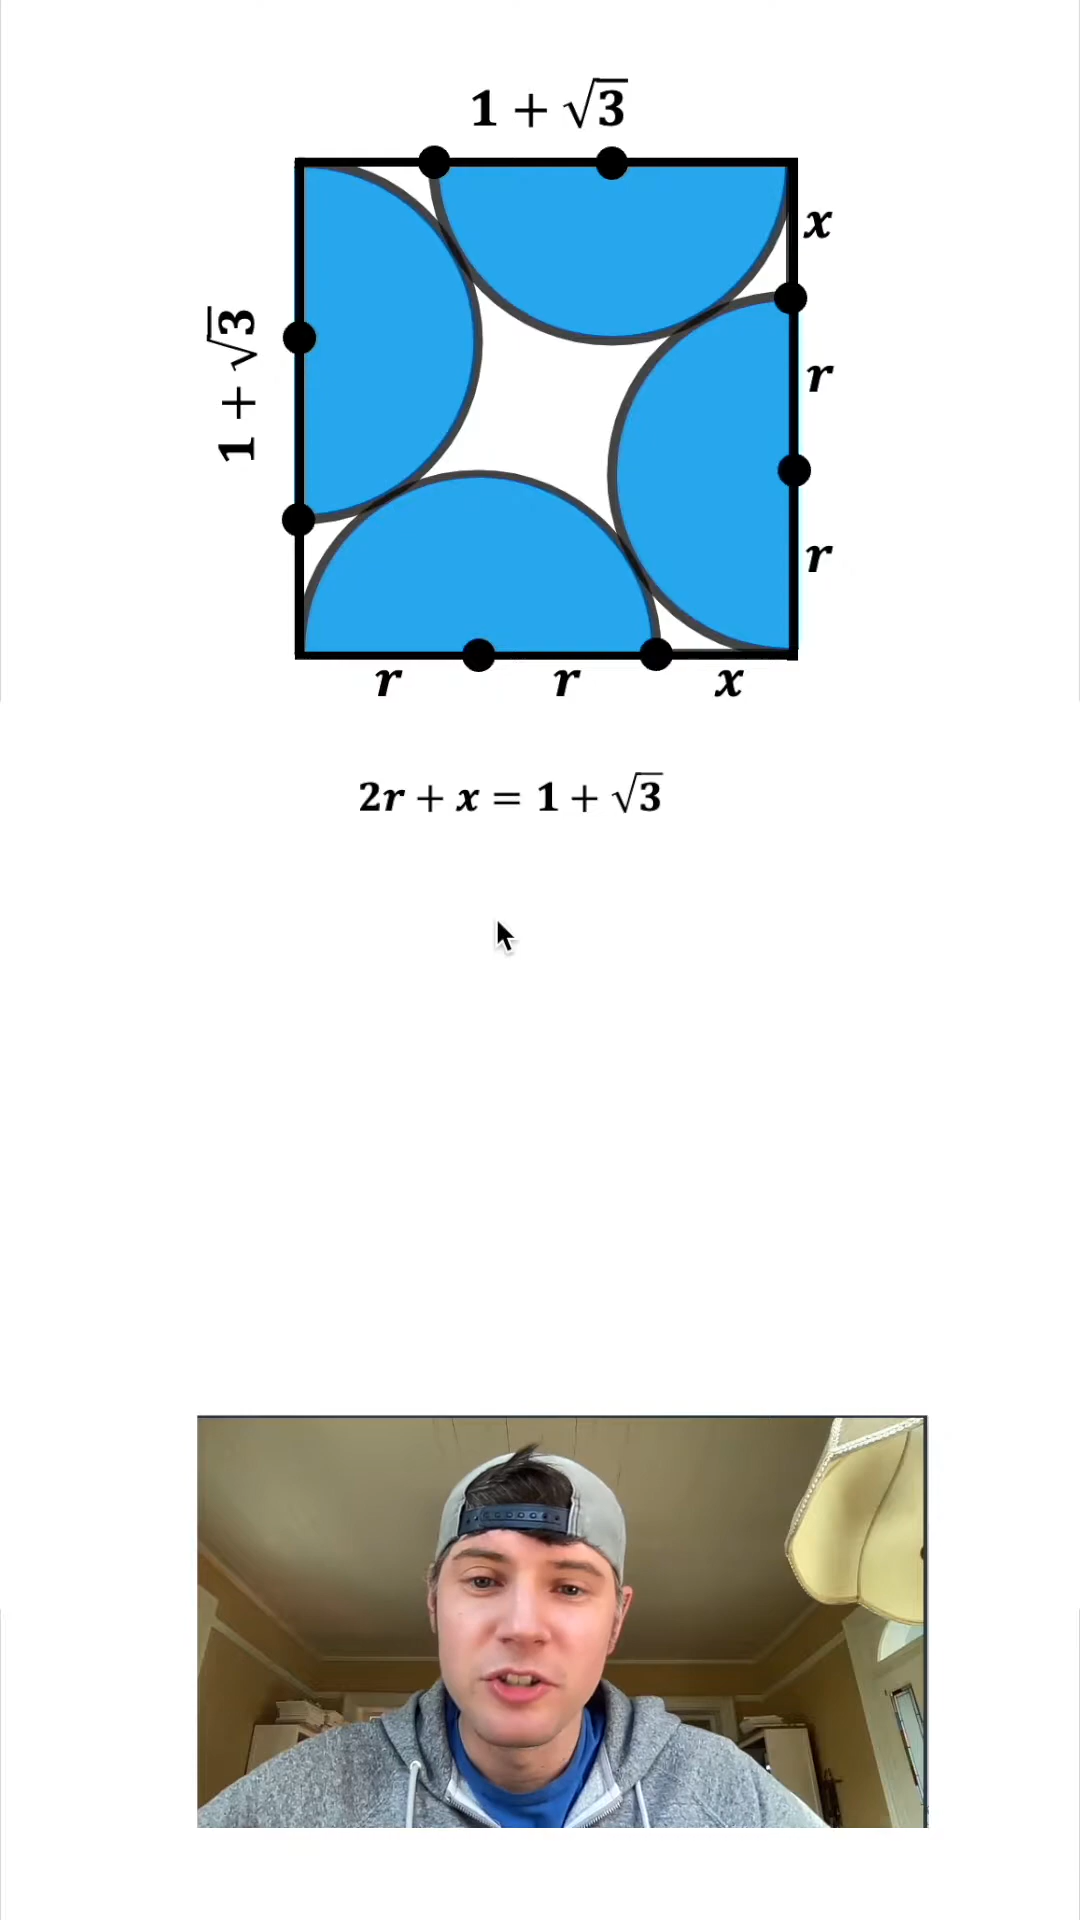 1 + √3
x
1 + √3
r
r
r r x
2r + x = 1 + √3